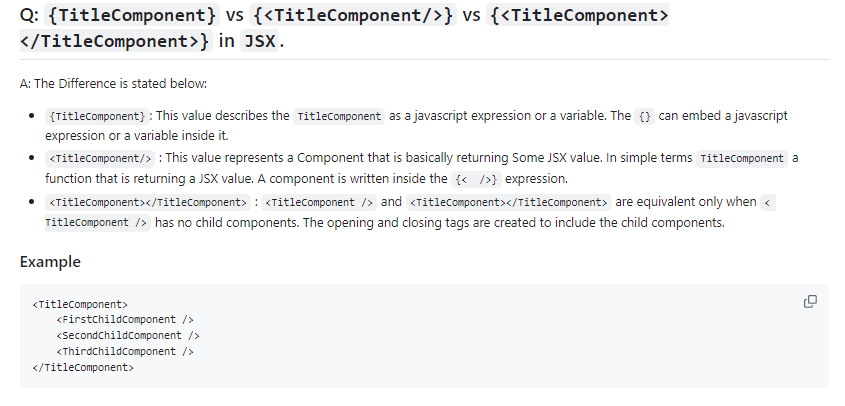 Q: {TitleComponent} vs {<TitleComponent/>} vs {<TitleComponent>
</TitleComponent>} in JSX.
A: The Difference is stated below:
• {TitleComponent} : This value describes the TitleComponent as a javascript expression or a variable. The {} can embed a javascript
expression or a variable inside it.
• <TitleComponent/> : This value represents a Component that is basically returning Some JSX value. In simple terms TitleComponent a
function that is returning a JSX value. A component is written inside the {< />} expression.
• <TitleComponent></TitleComponent> : <TitleComponent /> and <TitleComponent></TitleComponent> are equivalent only when <
TitleComponent /> has no child components. The opening and closing tags are created to include the child components.
Example
<TitleComponent>
    <FirstChildComponent />
    <SecondChildComponent />
    <ThirdChildComponent />
</TitleComponent>